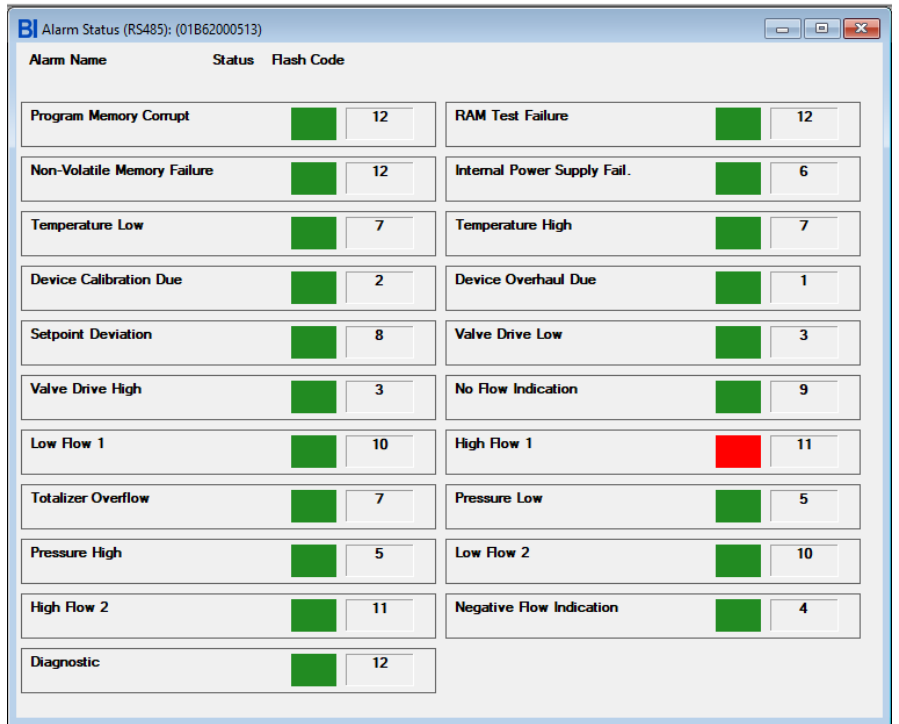 BI Alarm Status (RS485): (01B62000513)
Alarm Name Status Flash Code
Program Memory Corrupt 12 RAM Test Failure 12
Non-Volatile Memory Failure 12 Internal Power Supply Fail. 6
Temperature Low 7 Temperature High 7
Device Calibration Due 2 Device Overhaul Due 1
Setpoint Deviation 8 Valve Drive Low 3
Valve Drive High 3 No Flow Indication 9
Low Flow 1 10 High Flow 1 11
Totalizer Overflow 7 Pressure Low 5
Pressure High 5 Low Flow 2 10
High Flow 2 11 Negative Flow Indication 4
Diagnostic 12